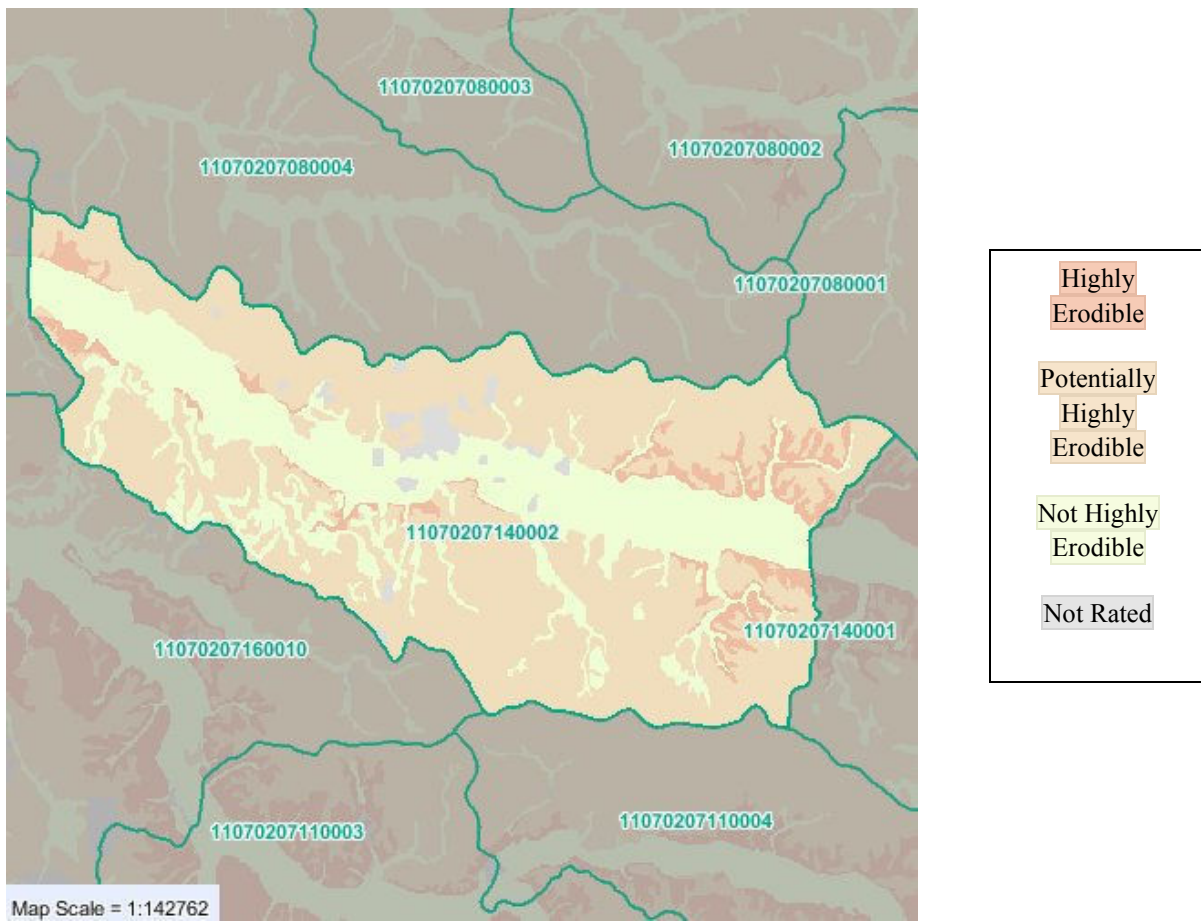 11070207080003
11070207080002
11070207080004
11070207080001
11070207140002
11070207140001
11070207160010
11070207110004
11070207110003
Map Scale = 1:142762
Highly
Erodible
Potentially
Highly
Erodible
Not Highly
Erodible
Not Rated